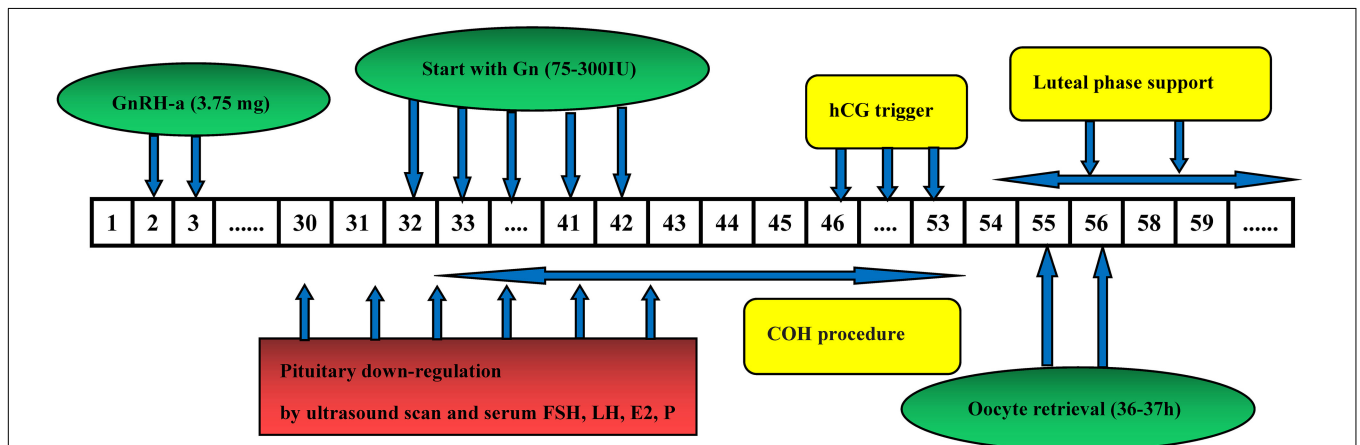 GnRH-a (3.75 mg)
Start with Gn (75-300IU)
hCG trigger
Luteal phase support
1 2 3 ...... 30 31 32 33 .... 41 42 43 44 45 46 .... 53 54 55 56 58 59 ......
Pituitary down-regulation
by ultrasound scan and serum FSH, LH, E2, P
COH procedure
Oocyte retrieval (36-37h)